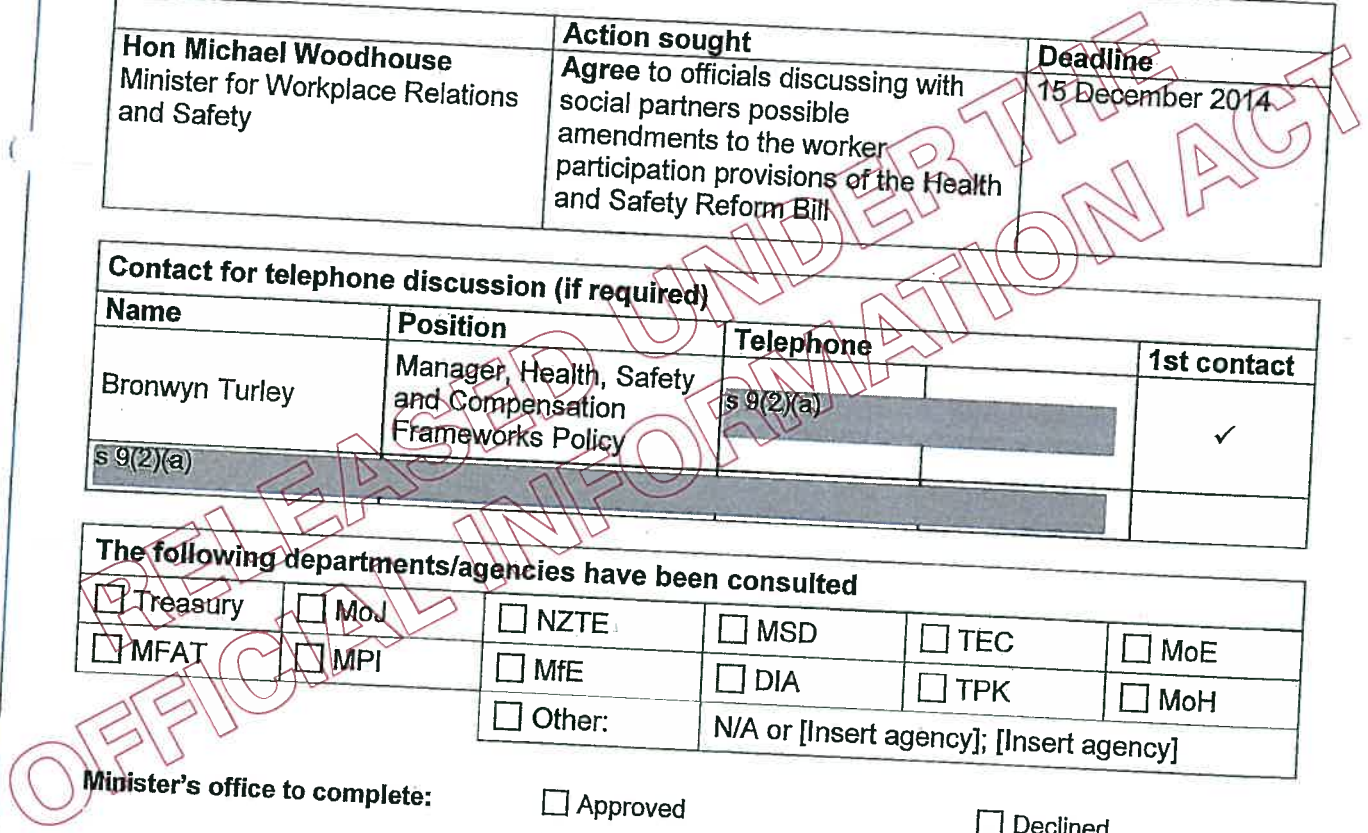 Action sought
Deadline
Hon Michael Woodhouse
Minister for Workplace Relations
and Safety
Agree to officials discussing with
social partners possible
amendments to the worker
participation provisions of the Health
and Safety Reform Bill
15 December 2014
Contact for telephone discussion (if required)
Name
Position
Telephone
1st contact
Bronwyn Turley
Manager, Health, Safety
and Compensation
Frameworks Policy
s 9(2)(a)
✓
s 9(2)(a)
The following departments/agencies have been consulted
☐ Treasury ☐ MoJ ☐ NZTE ☐ MSD ☐ TEC ☐ MoE
☐ MFAT ☐ MPI ☐ MfE ☐ DIA ☐ TPK ☐ MoH
☐ Other: N/A or [Insert agency]; [Insert agency]
Minister's office to complete: ☐ Approved ☐ Declined
RELEASED UNDER THE
OFFICIAL INFORMATION ACT